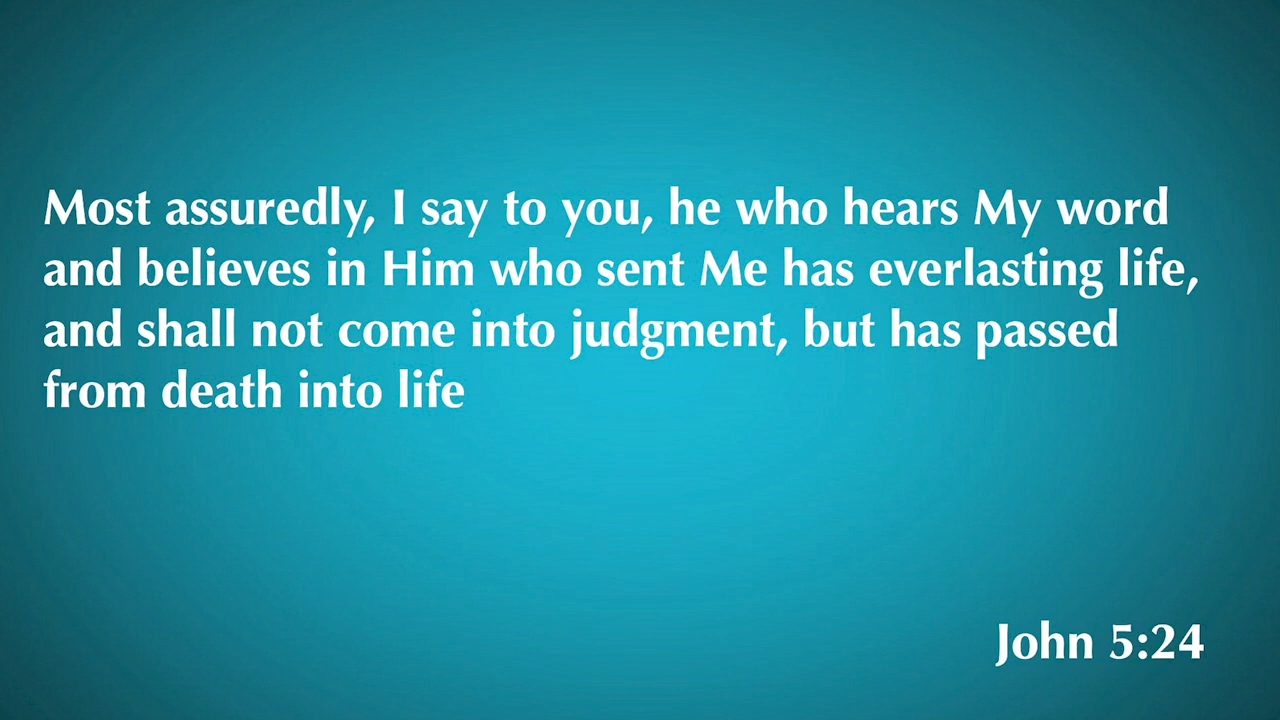 Most assuredly, I say to you, he who hears My word
and believes in Him who sent Me has everlasting life,
and shall not come into judgment, but has passed
from death into life
John 5:24